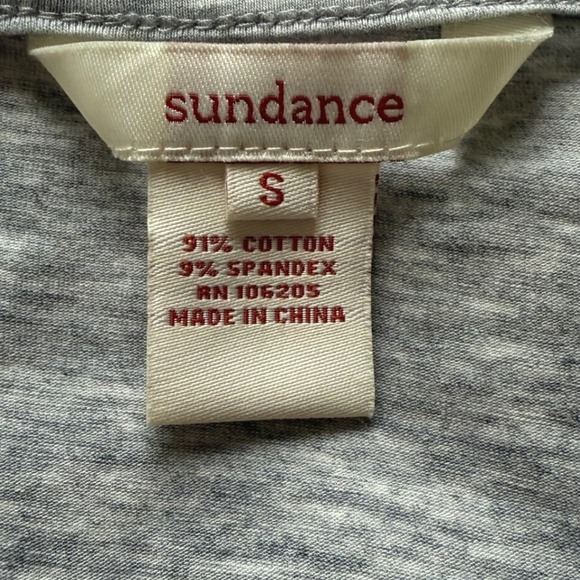 sundance
S
91% COTTON
9% SPANDEX
RN 106205
MADE IN CHINA